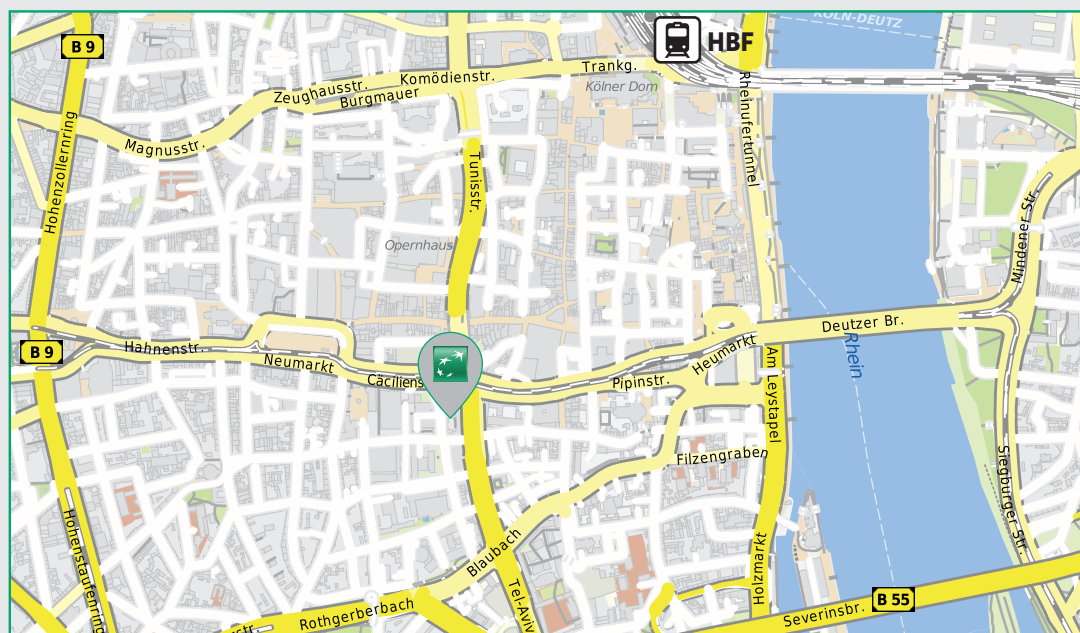 KÖLN-DEUTZ
B 9
HBF
Trankg.
Komödienstr.
Zeughausstr.
Burgmauer
Kölner Dom
Rheinufertunnel
Magnusstr.
Hohenzollernring
Tunisstr.
Opernhaus
Mindener Str.
Deutzer Br.
Rhein
B 9
Hahnenstr.
Neumarkt
Cäciliens
Pipinstr.
Heumarkt
Am Leystapel
Filzengraben
Siegburger Str.
Hohenstaufenring
Blaubach
Tel-Aviv
Holzmarkt
Rothgerberbach
str.
Severinsbr.
B 55